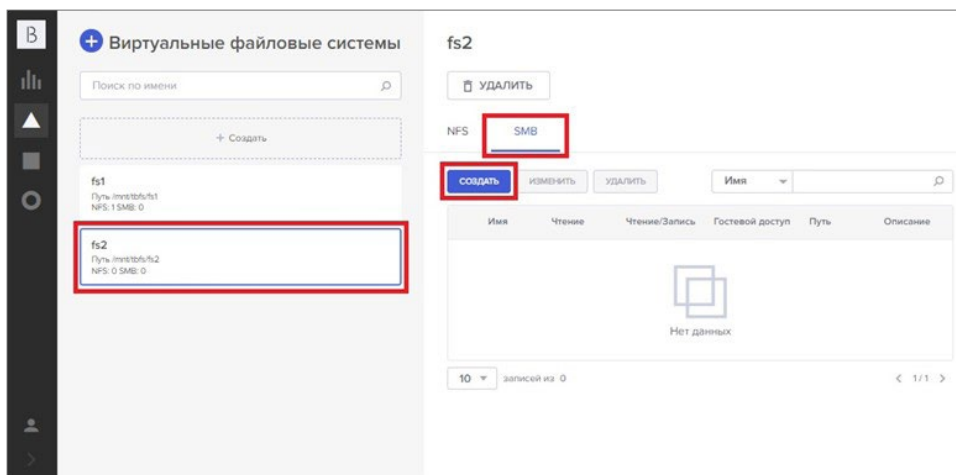 B
Виртуальные файловые системы
Поиск по имени
+ Создать
fs1
Путь /mnt/tbfs/fs1
NFS: 1 SMB: 0
fs2
Путь /mnt/tbfs/fs2
NFS: 0 SMB: 0
fs2
УДАЛИТЬ
NFS SMB
СОЗДАТЬ ИЗМЕНИТЬ УДАЛИТЬ Имя
Имя Чтение Чтение/Запись Гостевой доступ Путь Описание
Нет данных
10 записей из 0 < 1/1 >